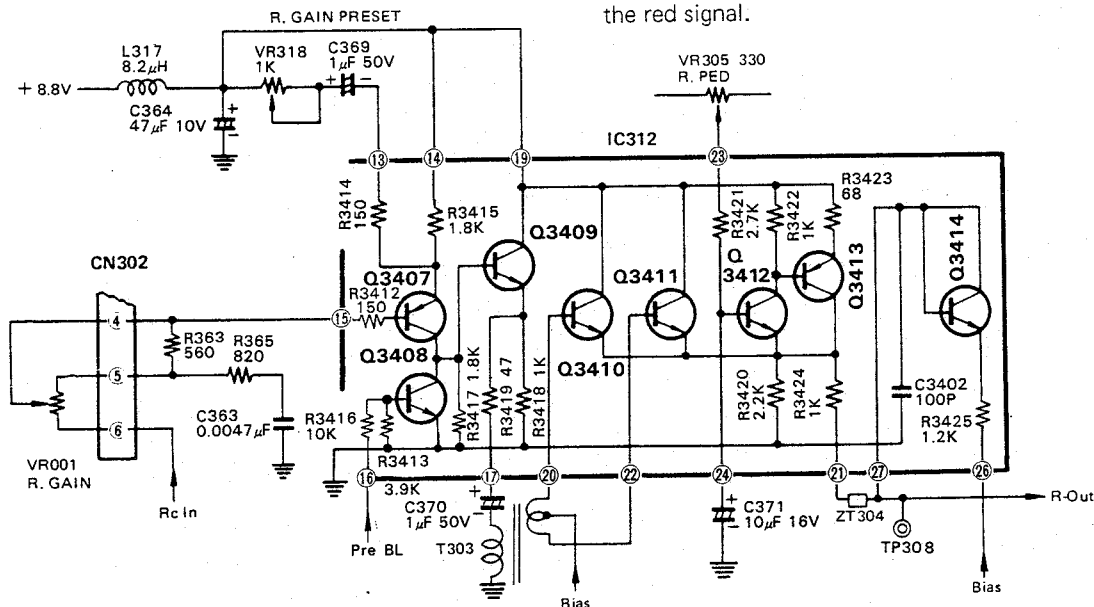 the red signal.
R. GAIN PRESET
L317
8.2μH
VR318
1K
C369
1μF 50V
+ 8.8V
C364
47μF 10V
VR305 330
R. PED
IC312
13
14
19
23
R3414
150
R3415
1.8K
Q3409
R3421
2.7K
R3422
1K
R3423
68
Q3407
Q3411
Q
3412
Q3413
Q3414
CN302
R3412
150
4
15
R363
560
R365
820
Q3408
Q3410
5
C363
0.0047μF
R3416
10K
R3417 1.8K
R3419 47
R3418 1K
R3420
2.2K
R3424
1K
C3402
100P
R3425
1.2K
6
VR001
R. GAIN
R3413
3.9K
16
17
20
22
24
21
27
26
Rc In
C370
1μF 50V
C371
10μF 16V
ZT304
R-Out
Pre BL
T303
TP308
Bias
Bias